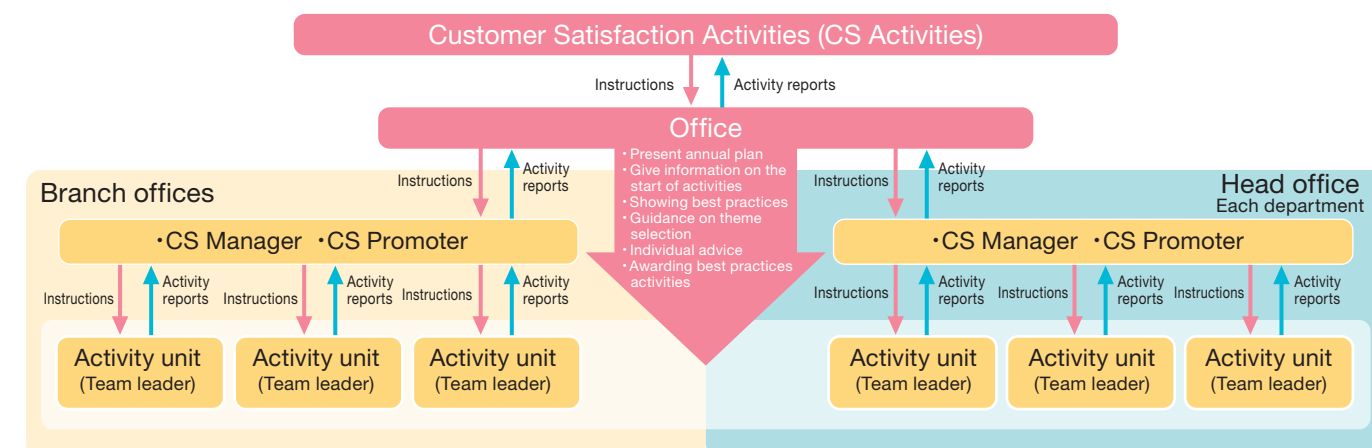 Customer Satisfaction Activities (CS Activities)
Instructions
Activity reports
Office
・Present annual plan
・Give information on the
start of activities
・Showing best practices
・Guidance on theme
selection
・Individual advice
・Awarding best practices
activities
Instructions
Activity
reports
Instructions
Activity
reports
Branch offices
・CS Manager ・CS Promoter
Instructions
Activity
reports
Instructions
Activity
reports
Instructions
Activity
reports
Activity unit
(Team leader)
Activity unit
(Team leader)
Activity unit
(Team leader)
Head office
Each department
・CS Manager ・CS Promoter
Instructions
Activity
reports
Instructions
Activity
reports
Instructions
Activity
reports
Activity unit
(Team leader)
Activity unit
(Team leader)
Activity unit
(Team leader)